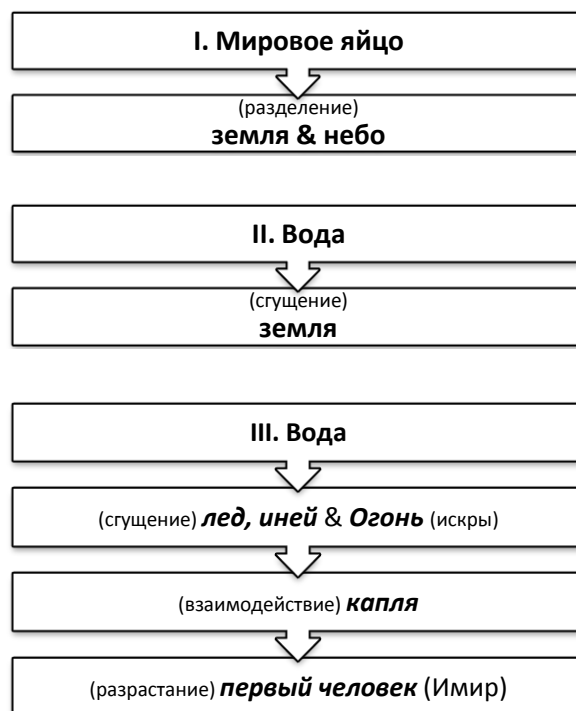 I. Мировое яйцо
(разделение)
земля & небо
II. Вода
(сгущение)
земля
III. Вода
(сгущение) лед, иней & Огонь (искры)
(взаимодействие) капля
(разрастание) первый человек (Имир)